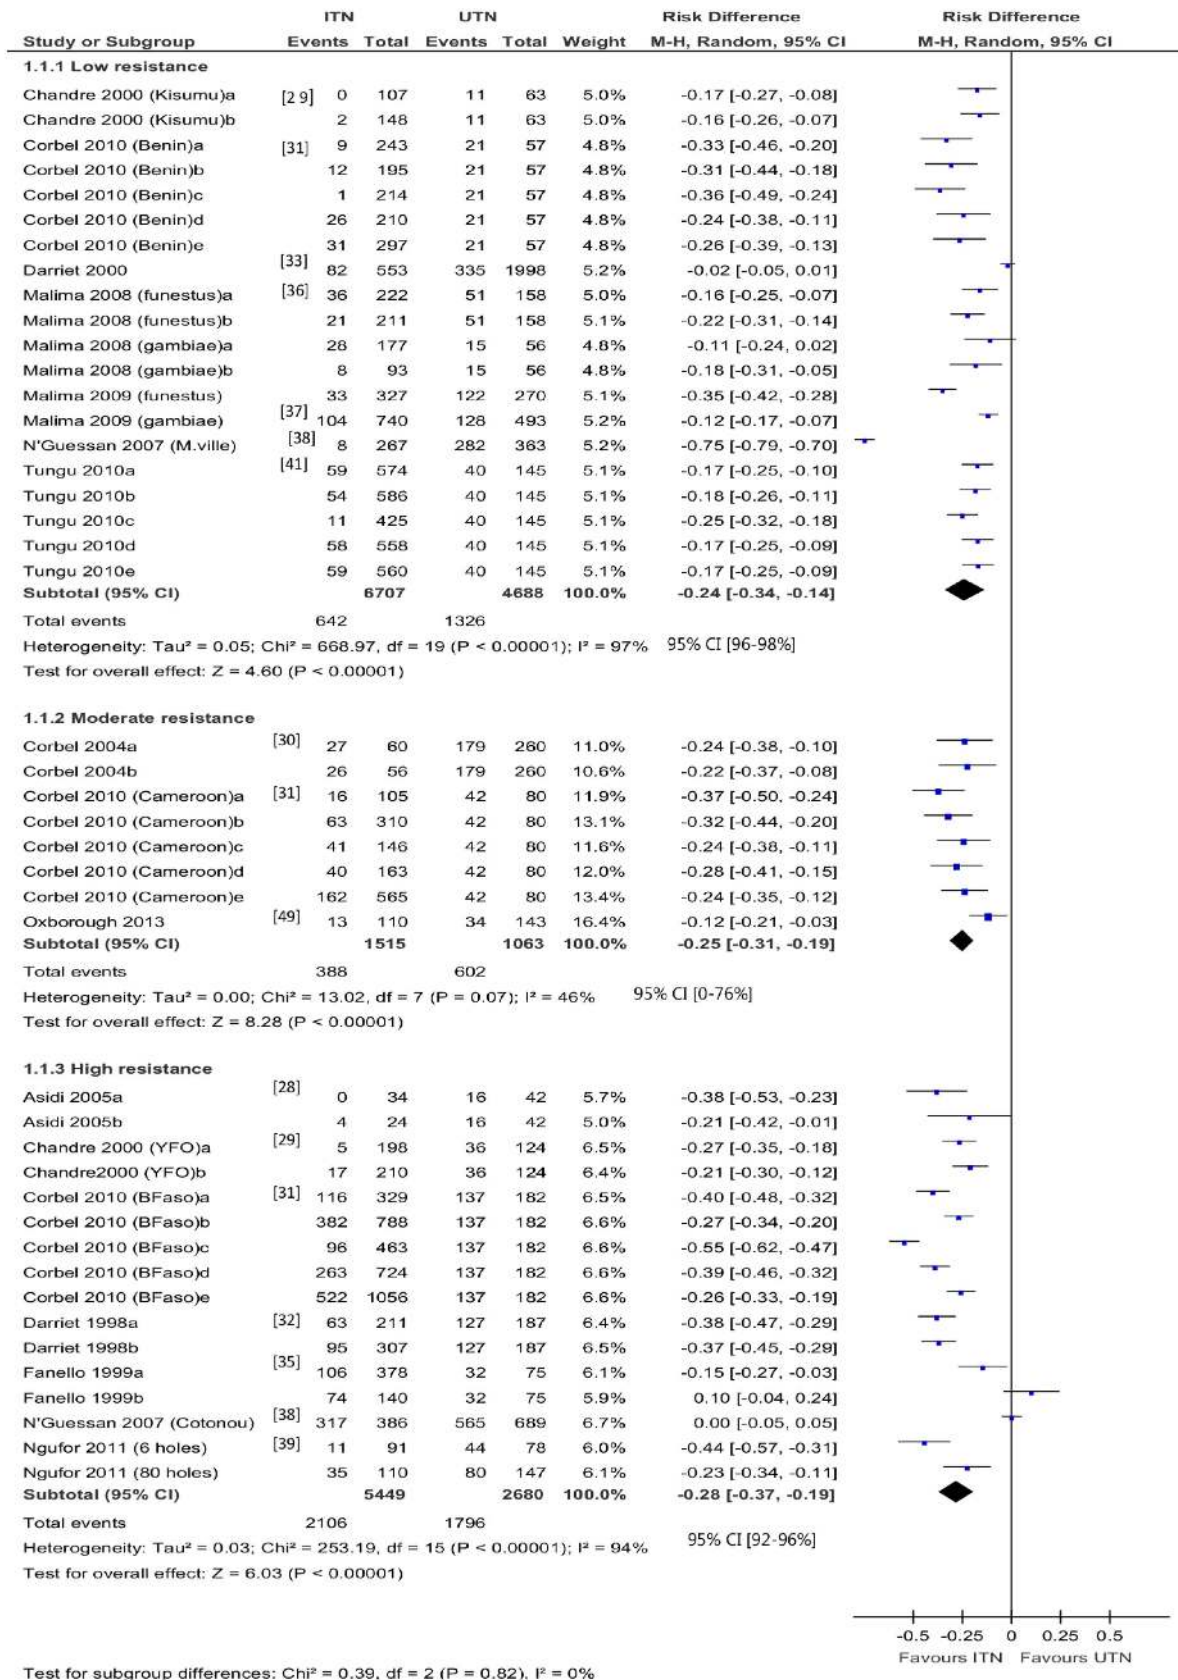 ITN UTN Risk Difference Risk Difference
Study or Subgroup Events Total Events Total Weight M-H, Random, 95% CI M-H, Random, 95% CI
1.1.1 Low resistance
Chandre 2000 (Kisumu)a [2 9] 0 107 11 63 5.0% -0.17 [-0.27, -0.08]
Chandre 2000 (Kisumu)b 2 148 11 63 5.0% -0.16 [-0.26, -0.07]
Corbel 2010 (Benin)a [31] 9 243 21 57 4.8% -0.33 [-0.46, -0.20]
Corbel 2010 (Benin)b 12 195 21 57 4.8% -0.31 [-0.44, -0.18]
Corbel 2010 (Benin)c 1 214 21 57 4.8% -0.36 [-0.49, -0.24]
Corbel 2010 (Benin)d 26 210 21 57 4.8% -0.24 [-0.38, -0.11]
Corbel 2010 (Benin)e 31 297 21 57 4.8% -0.26 [-0.39, -0.13]
Darriet 2000 [33] 82 553 335 1998 5.2% -0.02 [-0.05, 0.01]
Malima 2008 (funestus)a [36] 36 222 51 158 5.0% -0.16 [-0.25, -0.07]
Malima 2008 (funestus)b 21 211 51 158 5.1% -0.22 [-0.31, -0.14]
Malima 2008 (gambiae)a 28 177 15 56 4.8% -0.11 [-0.24, 0.02]
Malima 2008 (gambiae)b 8 93 15 56 4.8% -0.18 [-0.31, -0.05]
Malima 2009 (funestus) 33 327 122 270 5.1% -0.35 [-0.42, -0.28]
Malima 2009 (gambiae) [37] 104 740 128 493 5.1% -0.12 [-0.17, -0.07]
N'Guessan 2007 (M.ville) [38] 8 267 282 363 5.2% -0.75 [-0.79, -0.70]
Tungu 2010a [41] 59 574 40 145 5.1% -0.17 [-0.25, -0.10]
Tungu 2010b 54 586 40 145 5.1% -0.18 [-0.26, -0.11]
Tungu 2010c 11 425 40 145 5.1% -0.25 [-0.32, -0.18]
Tungu 2010d 58 558 40 145 5.1% -0.17 [-0.25, -0.09]
Tungu 2010e 59 560 40 145 5.1% -0.17 [-0.25, -0.09]
Subtotal (95% CI) 6707 4688 100.0% -0.24 [-0.34, -0.14]
Total events 642 1326
Heterogeneity: Tau² = 0.05; Chi² = 668.97, df = 19 (P < 0.00001); I² = 97% 95% CI [96-98%]
Test for overall effect: Z = 4.60 (P < 0.00001)
1.1.2 Moderate resistance
Corbel 2004a [30] 27 60 179 260 11.0% -0.24 [-0.38, -0.10]
Corbel 2004b 26 56 179 260 10.6% -0.22 [-0.37, -0.08]
Corbel 2010 (Cameroon)a [31] 16 105 42 80 11.9% -0.37 [-0.50, -0.24]
Corbel 2010 (Cameroon)b 63 310 42 80 13.1% -0.32 [-0.44, -0.20]
Corbel 2010 (Cameroon)c 41 146 42 80 11.6% -0.24 [-0.38, -0.11]
Corbel 2010 (Cameroon)d 40 163 42 80 12.0% -0.28 [-0.41, -0.15]
Corbel 2010 (Cameroon)e 162 565 42 80 13.4% -0.24 [-0.35, -0.12]
Oxborough 2013 [49] 13 110 34 143 16.4% -0.12 [-0.21, -0.03]
Subtotal (95% CI) 1515 1063 100.0% -0.25 [-0.31, -0.19]
Total events 388 602
Heterogeneity: Tau² = 0.00; Chi² = 13.02, df = 7 (P = 0.07); I² = 46% 95% CI [0-76%]
Test for overall effect: Z = 8.28 (P < 0.00001)
1.1.3 High resistance
Asidi 2005a [28] 0 34 16 42 5.7% -0.38 [-0.53, -0.23]
Asidi 2005b 4 24 16 42 5.0% -0.21 [-0.42, -0.01]
Chandre 2000 (YFO)a [29] 5 198 36 124 6.5% -0.27 [-0.35, -0.18]
Chandre2000 (YFO)b 17 210 36 124 6.4% -0.21 [-0.30, -0.12]
Corbel 2010 (BFaso)a [31] 116 329 137 182 6.5% -0.40 [-0.48, -0.32]
Corbel 2010 (BFaso)b 382 788 137 182 6.6% -0.27 [-0.34, -0.20]
Corbel 2010 (BFaso)c 96 463 137 182 6.6% -0.55 [-0.62, -0.47]
Corbel 2010 (BFaso)d 263 724 137 182 6.6% -0.39 [-0.46, -0.32]
Corbel 2010 (BFaso)e 522 1056 137 182 6.6% -0.26 [-0.33, -0.19]
Darriet 1998a [32] 63 211 127 187 6.4% -0.38 [-0.47, -0.29]
Darriet 1998b 95 307 127 187 6.5% -0.37 [-0.45, -0.29]
Fanello 1999a [35] 106 378 32 75 6.1% -0.15 [-0.27, -0.03]
Fanello 1999b 74 140 32 75 5.9% 0.10 [-0.04, 0.24]
N'Guessan 2007 (Cotonou) [38] 317 386 565 689 6.7% 0.00 [-0.05, 0.05]
Ngufor 2011 (6 holes) [39] 11 91 44 78 6.0% -0.44 [-0.57, -0.31]
Ngufor 2011 (80 holes) 35 110 80 147 6.1% -0.23 [-0.34, -0.11]
Subtotal (95% CI) 5449 2680 100.0% -0.28 [-0.37, -0.19]
Total events 2106 1796
Heterogeneity: Tau² = 0.03; Chi² = 253.19, df = 15 (P < 0.00001); I² = 94% 95% CI [92-96%]
Test for overall effect: Z = 6.03 (P < 0.00001)
-0.5 -0.25 0 0.25 0.5
Favours ITN Favours UTN
Test for subgroup differences: Chi² = 0.39, df = 2 (P = 0.82), I² = 0%